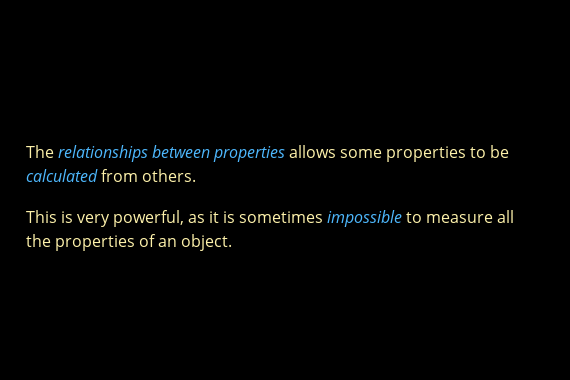 The relationships between properties allows some properties to be
calculated from others.
This is very powerful, as it is sometimes impossible to measure all
the properties of an object.